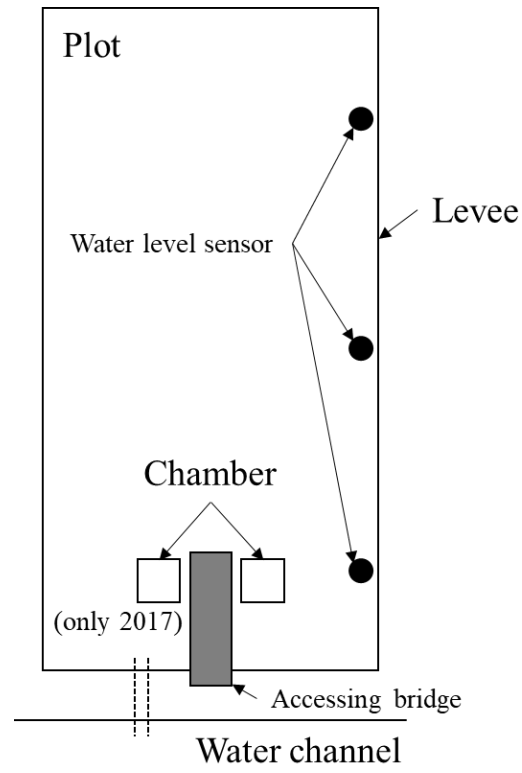 Plot
Levee
Water level sensor
Chamber
(only 2017)
Accessing bridge
Water channel